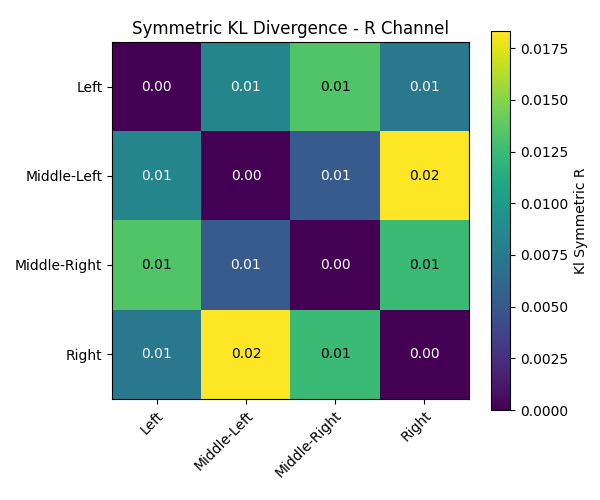 Symmetric KL Divergence - R Channel
Left 0.00 0.01 0.01 0.01
Middle-Left 0.01 0.00 0.01 0.02
Middle-Right 0.01 0.01 0.00 0.01
Right 0.01 0.02 0.01 0.00
Left Middle-Left Middle-Right Right
0.0175
0.0150
0.0125
0.0100
0.0075
0.0050
0.0025
0.0000
Kl Symmetric R